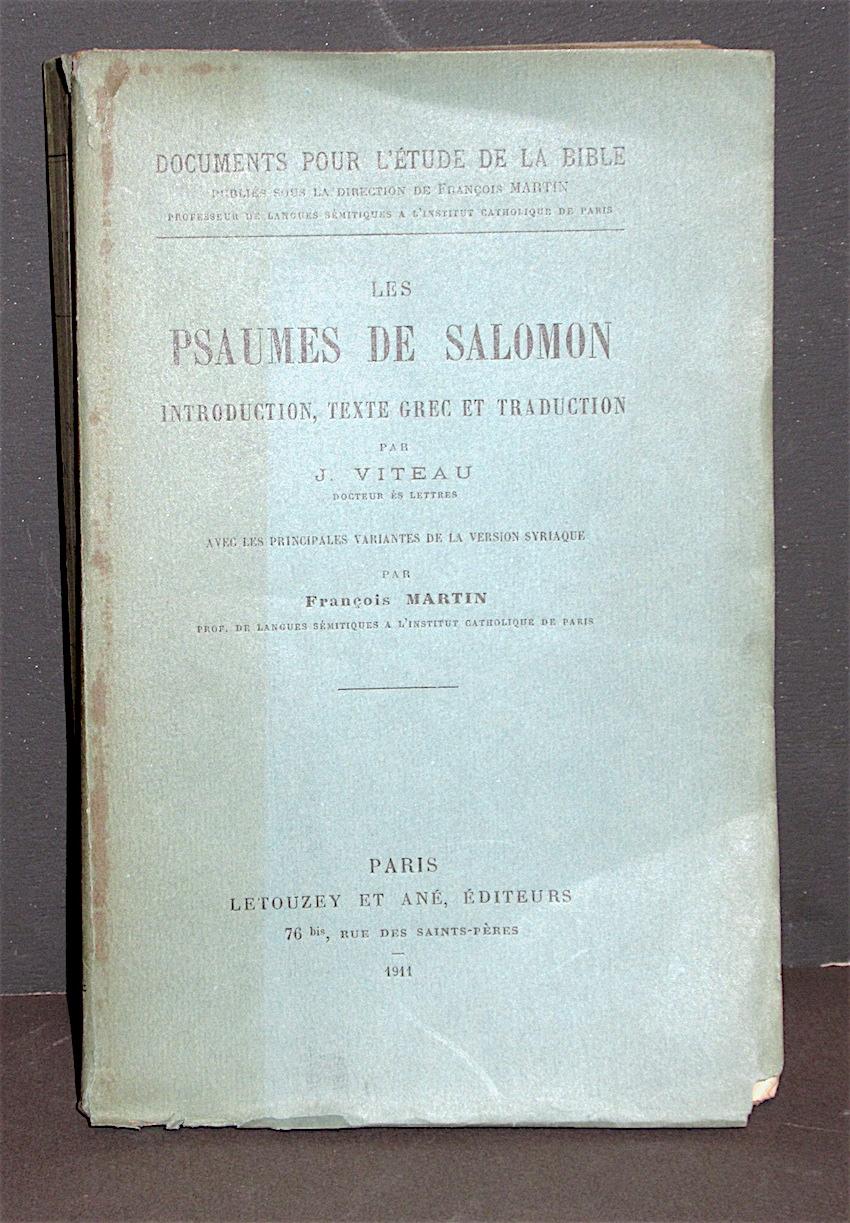 DOCUMENTS POUR L'ÉTUDE DE LA BIBLE
PUBLIÉS SOUS LA DIRECTION DE FRANÇOIS MARTIN
PROFESSEUR DE LANGUES SÉMITIQUES A L'INSTITUT CATHOLIQUE DE PARIS
LES
PSAUMES DE SALOMON
INTRODUCTION, TEXTE GREC ET TRADUCTION
PAR
J. VITEAU
DOCTEUR ÈS LETTRES
AVEC LES PRINCIPALES VARIANTES DE LA VERSION SYRIAQUE
PAR
François MARTIN
PROF. DE LANGUES SÉMITIQUES A L'INSTITUT CATHOLIQUE DE PARIS
PARIS
LETOUZEY ET ANÉ, ÉDITEURS
76 bis, RUE DES SAINTS-PÈRES
1911